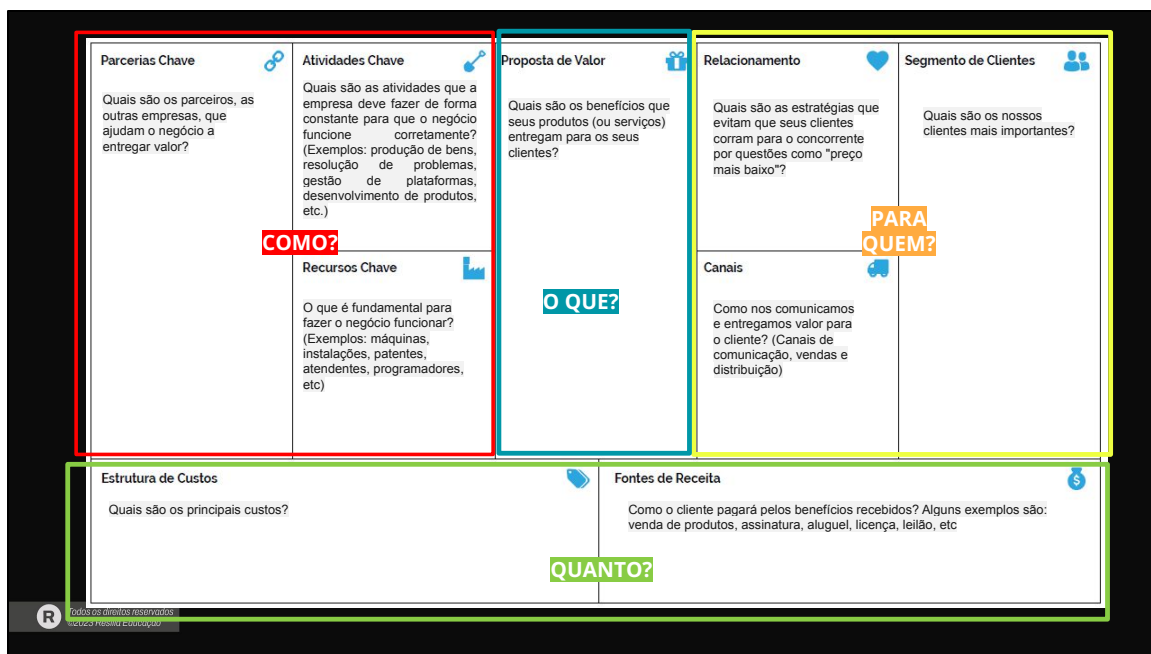 Parcerias Chave
Quais são os parceiros, as
outras empresas, que
ajudam o negócio a
entregar valor?
Atividades Chave
Quais são as atividades que a
empresa deve fazer de forma
constante para que o negócio
funcione corretamente?
(Exemplos: produção de bens,
resolução de problemas,
gestão de plataformas,
desenvolvimento de produtos,
etc.)
COMO?
Recursos Chave
O que é fundamental para
fazer o negócio funcionar?
(Exemplos: máquinas,
instalações, patentes,
atendentes, programadores,
etc)
Proposta de Valor
Quais são os benefícios que
seus produtos (ou serviços)
entregam para os seus
clientes?
O QUE?
Relacionamento
Quais são as estratégias que
evitam que seus clientes
corram para o concorrente
por questões como "preço
mais baixo"?
Canais
Como nos comunicamos
e entregamos valor para
o cliente? (Canais de
comunicação, vendas e
distribuição)
Segmento de Clientes
Quais são os nossos
clientes mais importantes?
PARA
QUEM?
Estrutura de Custos
Quais são os principais custos?
Fontes de Receita
Como o cliente pagará pelos benefícios recebidos? Alguns exemplos são:
venda de produtos, assinatura, aluguel, licença, leilão, etc
QUANTO?
R
Todos os direitos reservados
©2023 Resilia Educação